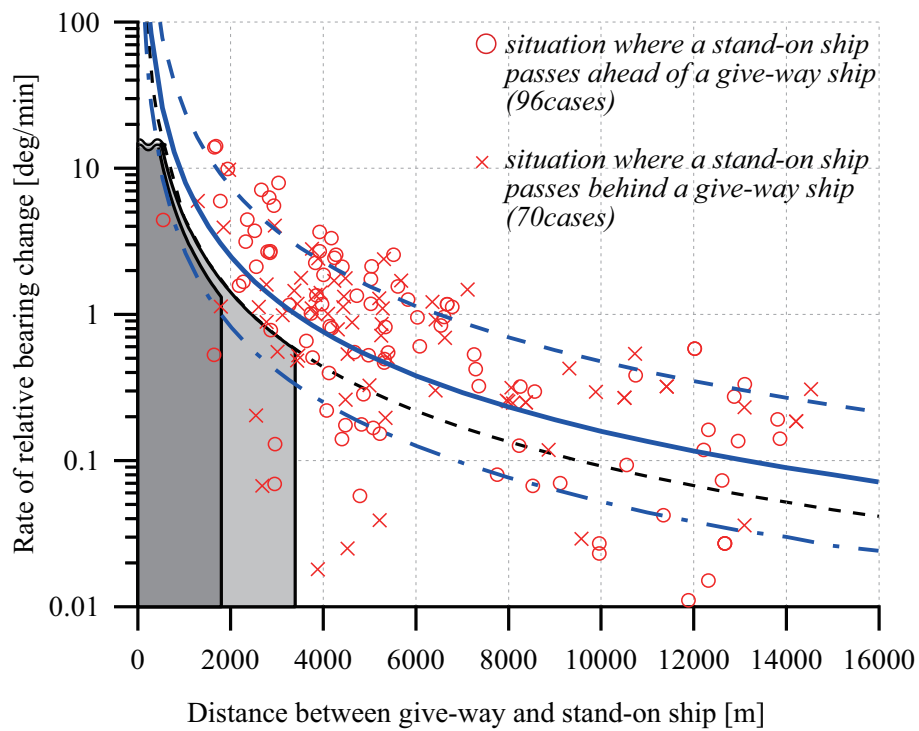 100
10
1
0.1
0.01
Rate of relative bearing change [deg/min]
situation where a stand-on ship
passes ahead of a give-way ship
(96cases)
situation where a stand-on ship
passes behind a give-way ship
(70cases)
0 2000 4000 6000 8000 10000 12000 14000 16000
Distance between give-way and stand-on ship [m]